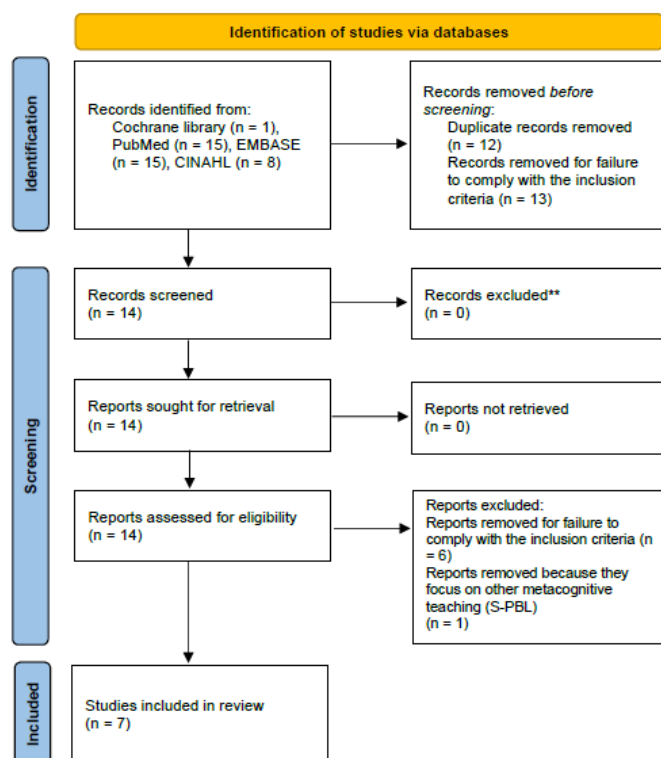 Identification of studies via databases
Identification
Records identified from:
Cochrane library (n = 1),
PubMed (n = 15), EMBASE
(n = 15), CINAHL (n = 8)
Records removed before
screening:
Duplicate records removed
(n = 12)
Records removed for failure
to comply with the inclusion
criteria (n = 13)
Screening
Records screened
(n = 14)
Records excluded**
(n = 0)
Reports sought for retrieval
(n = 14)
Reports not retrieved
(n = 0)
Reports assessed for eligibility
(n = 14)
Reports excluded:
Reports removed for failure to
comply with the inclusion criteria (n
= 6)
Reports removed because they
focus on other metacognitive
teaching (S-PBL)
(n = 1)
Included
Studies included in review
(n = 7)